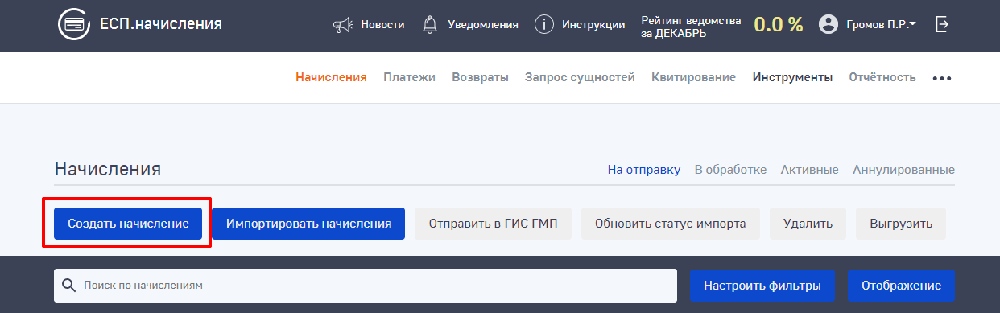 ЕСП.начисления
Новости
Уведомления
Инструкции
Рейтинг ведомства
за ДЕКАБРЬ
0.0 %
Громов П.Р.
Начисления
Платежи
Возвраты
Запрос сущностей
Квитирование
Инструменты
Отчётность
Начисления
На отправку
В обработке
Активные
Аннулированные
Создать начисление
Импортировать начисления
Отправить в ГИС ГМП
Обновить статус импорта
Удалить
Выгрузить
Поиск по начислениям
Настроить фильтры
Отображение